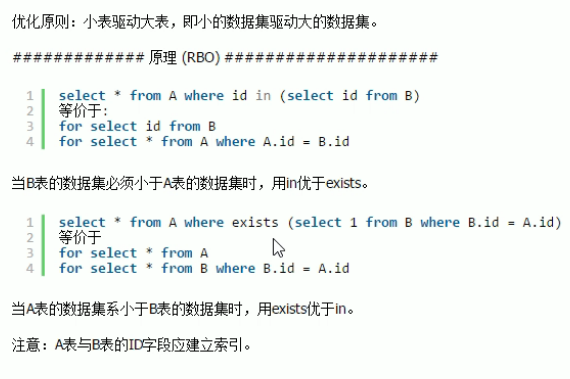 优化原则：小表驱动大表，即小的数据集驱动大的数据集。
############# 原理 (RBO) #####################
1 select * from A where id in (select id from B)
2 等价于:
3 for select id from B
4 for select * from A where A.id = B.id
当B表的数据集必须小于A表的数据集时，用in优于exists。
1 select * from A where exists (select 1 from B where B.id = A.id)
2 等价于
3 for select * from A
4 for select * from B where B.id = A.id
当A表的数据集系小于B表的数据集时，用exists优于in。
注意：A表与B表的ID字段应建立索引。